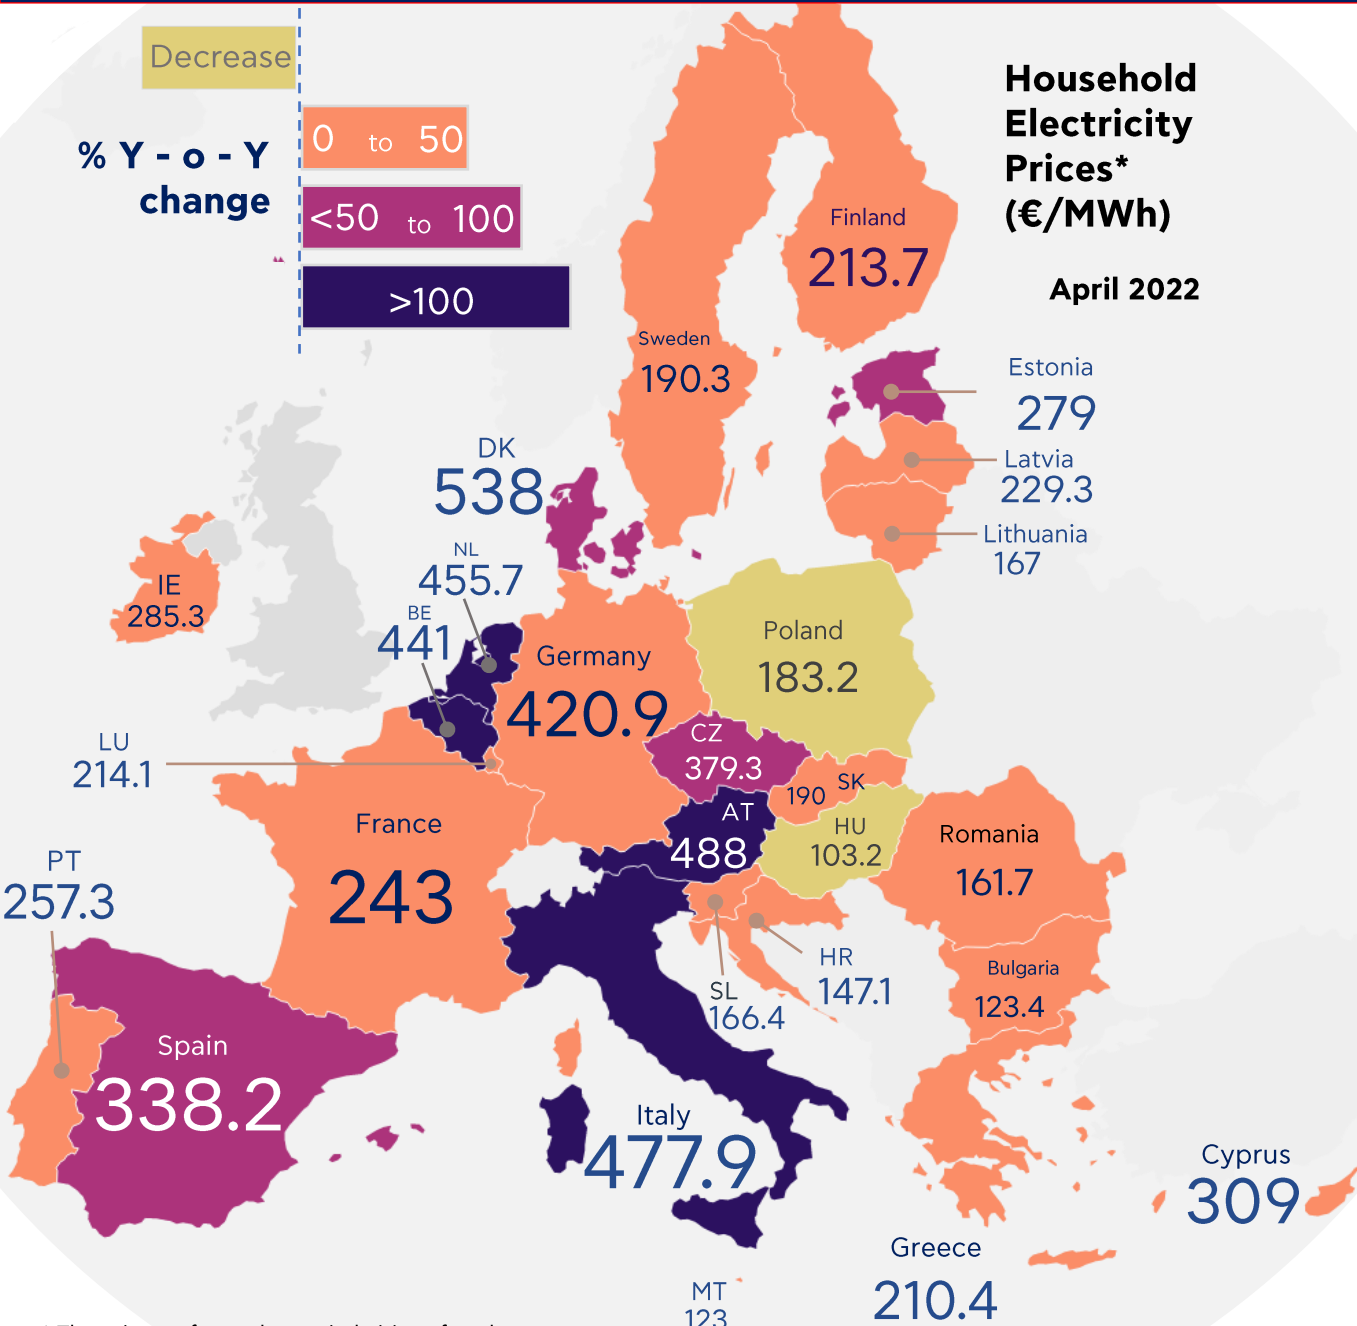 Decrease
% Y - o - Y
change
0 to 50
<50 to 100
>100
Household
Electricity
Prices*
(€/MWh)
April 2022
Finland
213.7
Sweden
190.3
Estonia
279
Latvia
229.3
Lithuania
167
DK
538
NL
455.7
BE
441
IE
285.3
Germany
420.9
Poland
183.2
LU
214.1
CZ
379.3
SK
190
AT
488
HU
103.2
France
243
Romania
161.7
PT
257.3
HR
147.1
SL
166.4
Bulgaria
123.4
Spain
338.2
Italy
477.9
Cyprus
309
Greece
210.4
MT
123